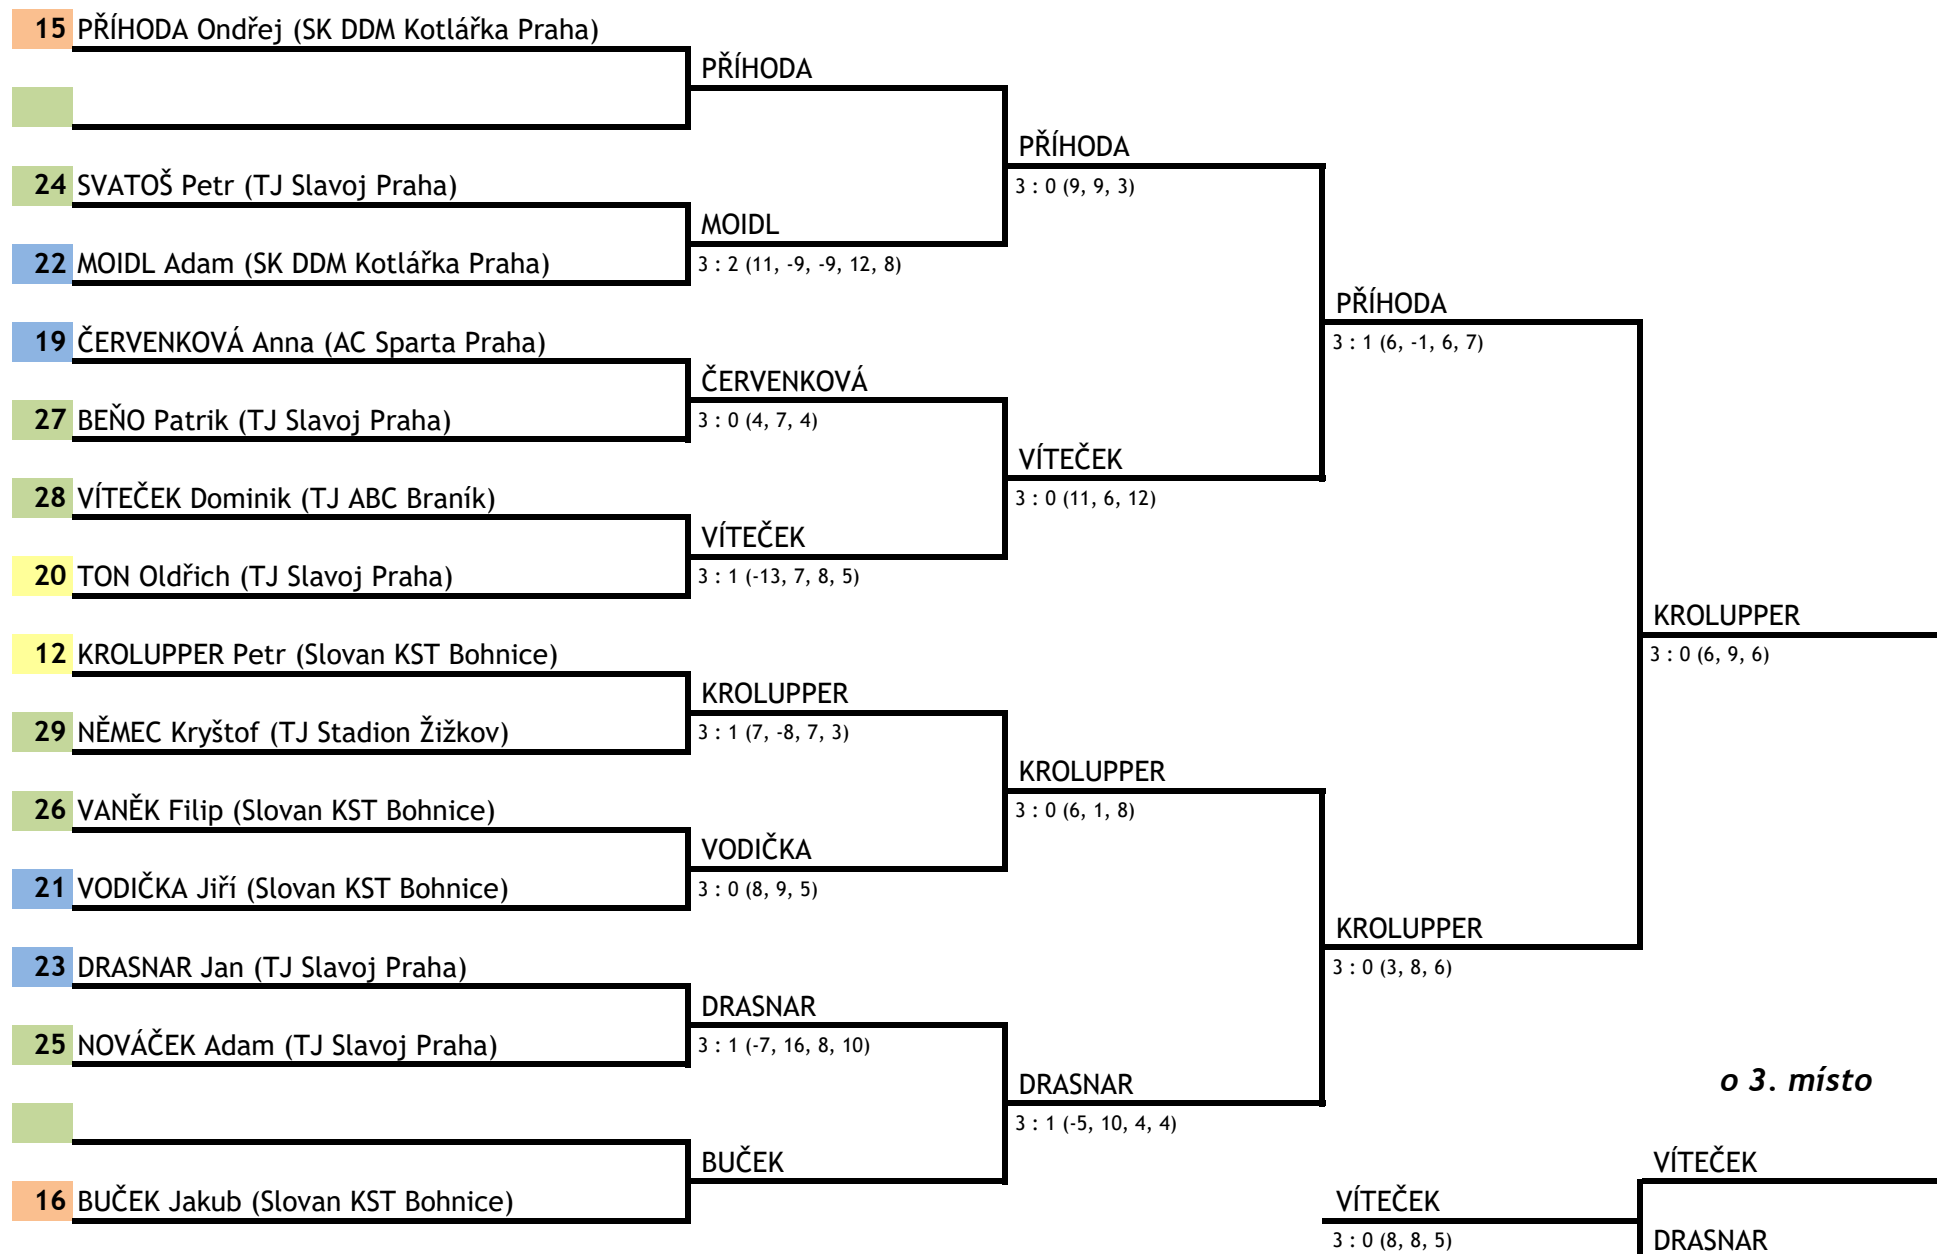 15 PŘÍHODA Ondřej (SK DDM Kotlářka Praha)
PŘÍHODA
PŘÍHODA
3 : 0 (9, 9, 3)
24 SVATOŠ Petr (TJ Slavoj Praha)
MOIDL
3 : 2 (11, -9, -9, 12, 8)
22 MOIDL Adam (SK DDM Kotlářka Praha)
PŘÍHODA
3 : 1 (6, -1, 6, 7)
19 ČERVENKOVÁ Anna (AC Sparta Praha)
ČERVENKOVÁ
3 : 0 (4, 7, 4)
27 BEŇO Patrik (TJ Slavoj Praha)
VÍTEČEK
3 : 0 (11, 6, 12)
28 VÍTEČEK Dominik (TJ ABC Braník)
VÍTEČEK
3 : 1 (-13, 7, 8, 5)
20 TON Oldřich (TJ Slavoj Praha)
KROLUPPER
3 : 0 (6, 9, 6)
12 KROLUPPER Petr (Slovan KST Bohnice)
KROLUPPER
3 : 1 (7, -8, 7, 3)
29 NĚMEC Kryštof (TJ Stadion Žižkov)
KROLUPPER
3 : 0 (6, 1, 8)
26 VANĚK Filip (Slovan KST Bohnice)
VODIČKA
3 : 0 (8, 9, 5)
21 VODIČKA Jiří (Slovan KST Bohnice)
KROLUPPER
3 : 0 (3, 8, 6)
23 DRASNAR Jan (TJ Slavoj Praha)
DRASNAR
3 : 1 (-7, 16, 8, 10)
25 NOVÁČEK Adam (TJ Slavoj Praha)
DRASNAR
3 : 1 (-5, 10, 4, 4)
o 3. místo
BUČEK
16 BUČEK Jakub (Slovan KST Bohnice)
VÍTEČEK
VÍTEČEK
3 : 0 (8, 8, 5)
DRASNAR